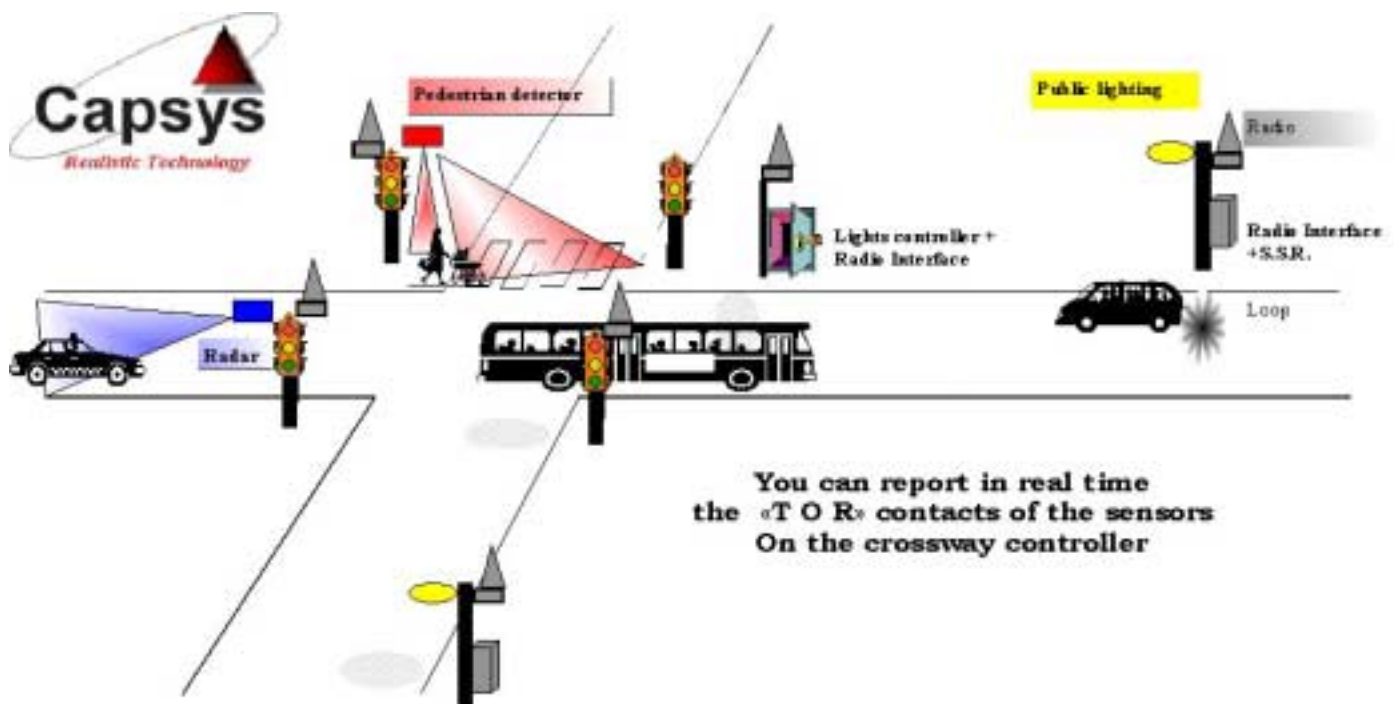 Capsys
Realistic Technology
Pedestrian detector
Public lighting
Radio
Lights controller +
Radio Interface
Radio Interface
+S.S.R.
Loop
Radar
You can report in real time
the «T O R» contacts of the sensors
On the crossway controller